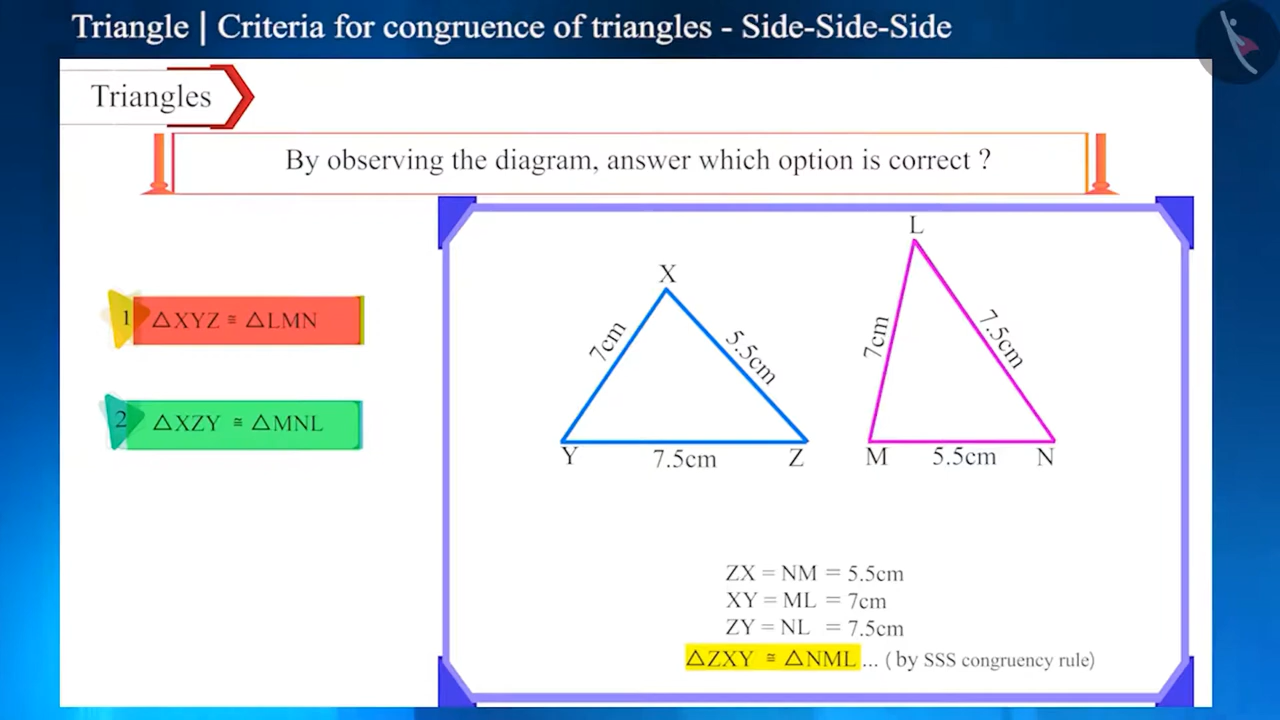 Triangle | Criteria for congruence of triangles - Side-Side-Side
Triangles
By observing the diagram, answer which option is correct ?
1 △XYZ ≅ △LMN
2 △XZY ≅ △MNL
X
7cm
5.5cm
Y
7.5cm
Z
L
7cm
7.5cm
M
5.5cm
N
ZX = NM = 5.5cm
XY = ML = 7cm
ZY = NL = 7.5cm
△ZXY ≅ △NML ... ( by SSS congruency rule)